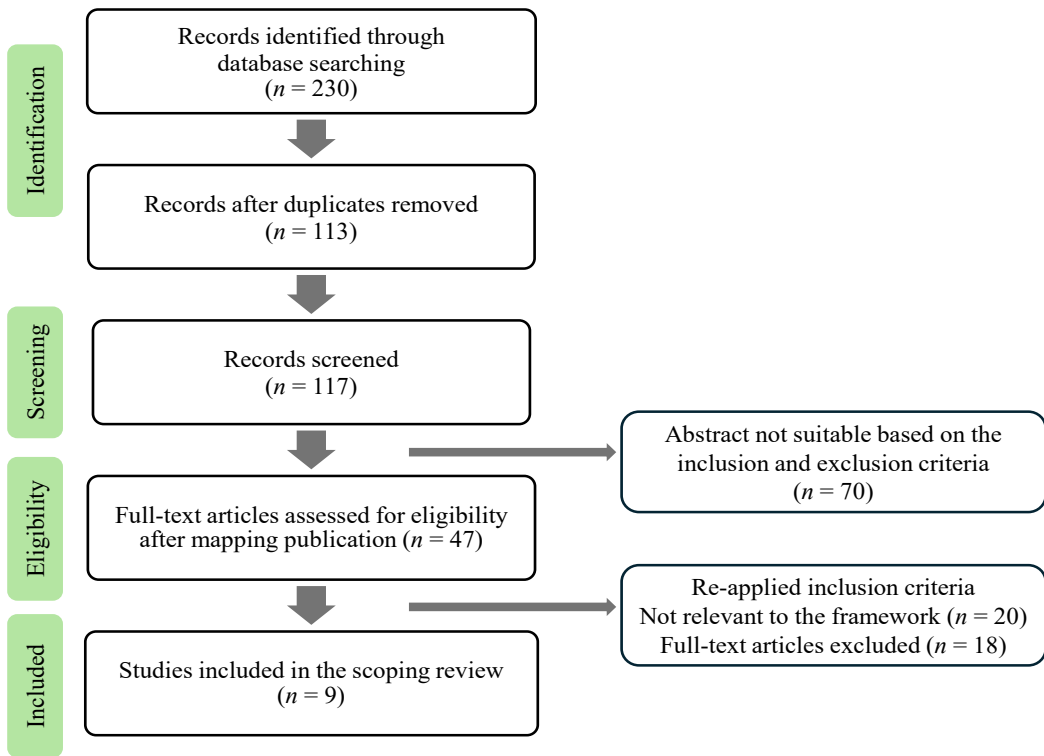 Identification
Records identified through
database searching
(n = 230)
Records after duplicates removed
(n = 113)
Screening
Records screened
(n = 117)
Abstract not suitable based on the
inclusion and exclusion criteria
(n = 70)
Eligibility
Full-text articles assessed for eligibility
after mapping publication (n = 47)
Re-applied inclusion criteria
Not relevant to the framework (n = 20)
Full-text articles excluded (n = 18)
Included
Studies included in the scoping review
(n = 9)